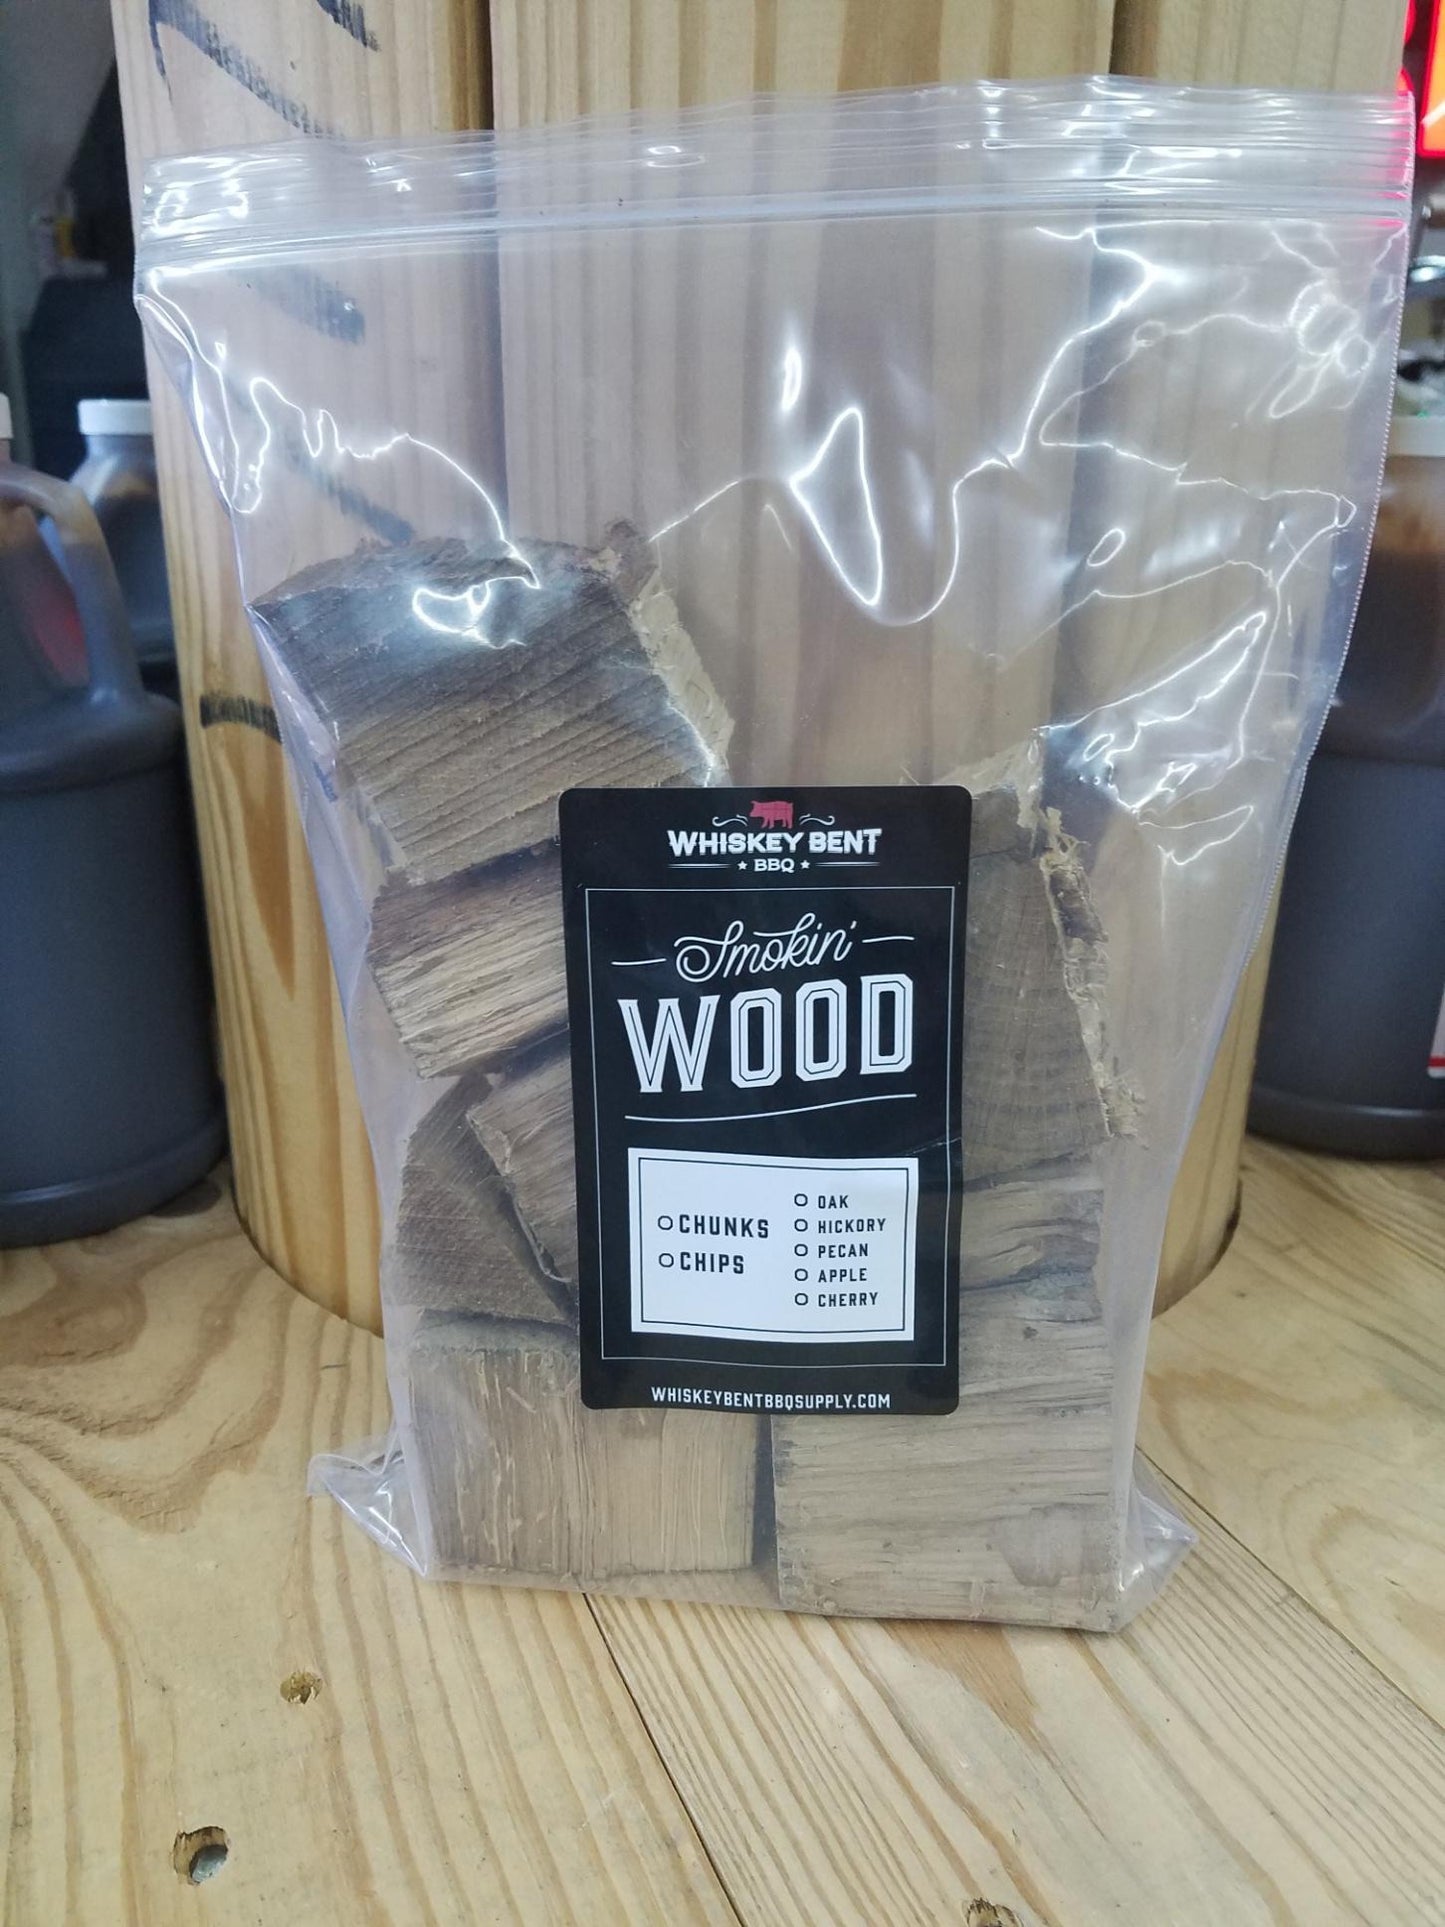 WHISKEY BENT
BBQ
Smokin'
WOOD
CHUNKS
CHIPS
OAK
HICKORY
PECAN
APPLE
CHERRY
WHISKEYBENTBBQSUPPLY.COM